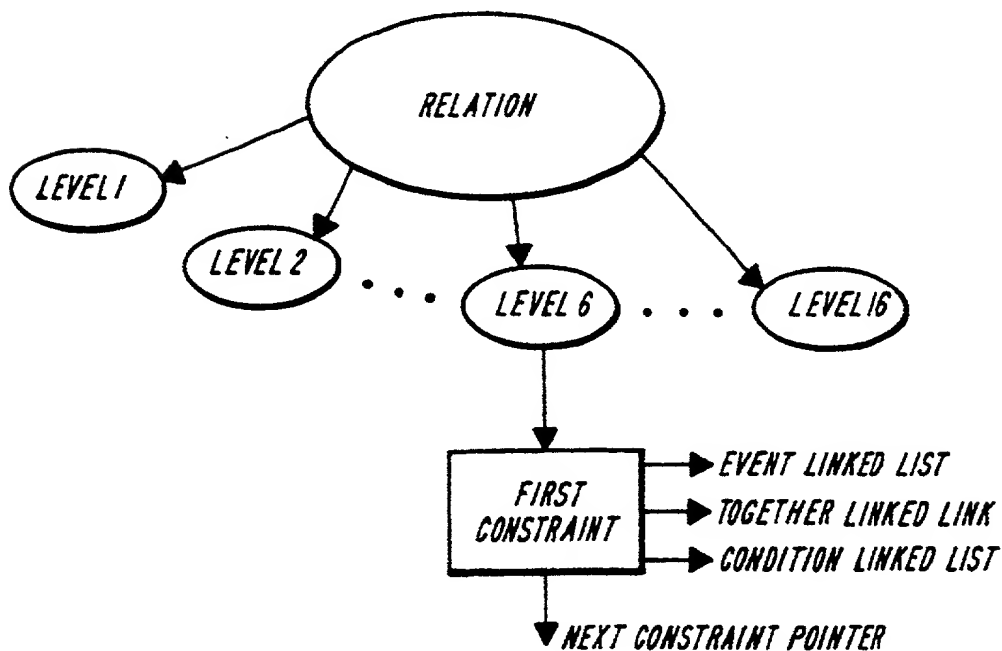 RELATION
LEVEL 1
LEVEL 2
LEVEL 6
LEVEL 16
FIRST
CONSTRAINT
EVENT LINKED LIST
TOGETHER LINKED LINK
CONDITION LINKED LIST
NEXT CONSTRAINT POINTER